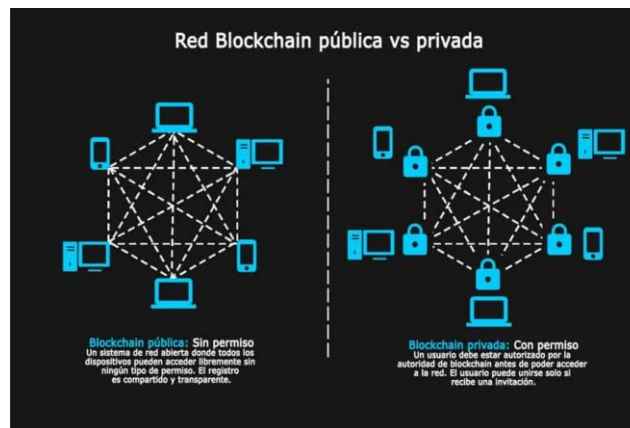 Red Blockchain pública vs privada
Blockchain pública: Sin permiso
Un sistema de red abierta donde todos los
dispositivos pueden acceder libremente sin
ningún tipo de permiso. El registro
es compartido y transparente.
Blockchain privada: Con permiso
Un usuario debe estar autorizado por la
autoridad de blockchain antes de poder acceder
a la red. El usuario puede unirse solo si
recibe una invitación.